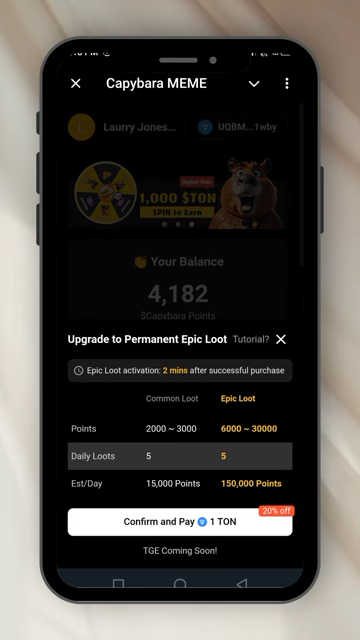 Capybara MEME
L
Laurry Jones...
UQBM...1wby
Higher Rate
1,000 $TON
SPIN to Earn
Your Balance
4,182
$Capybara Points
Upgrade to Permanent Epic Loot Tutorial?
Epic Loot activation: 2 mins after successful purchase
Common Loot Epic Loot
Points 2000 ~ 3000 6000 ~ 30000
Daily Loots 5 5
Est/Day 15,000 Points 150,000 Points
20% off
Confirm and Pay 1 TON
TGE Coming Soon!